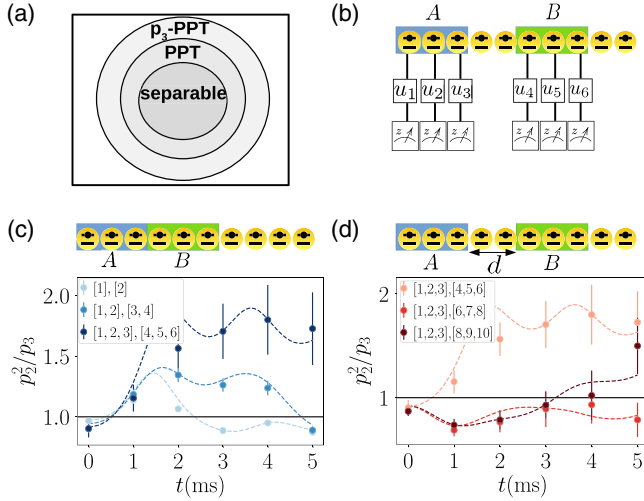 (a)
p₃-PPT
PPT
separable
(b)
A B
u₁ u₂ u₃ u₄ u₅ u₆
z z z z z z
(c)
A B
[1],[2]
[1,2],[3,4]
[1,2,3],[4,5,6]
2.0
1.5
1.0
p₂²/p₃
0 1 2 3 4 5
t(ms)
(d)
A d B
[1,2,3],[4,5,6]
[1,2,3],[6,7,8]
[1,2,3],[8,9,10]
2
1
p₂²/p₃
0 1 2 3 4 5
t(ms)